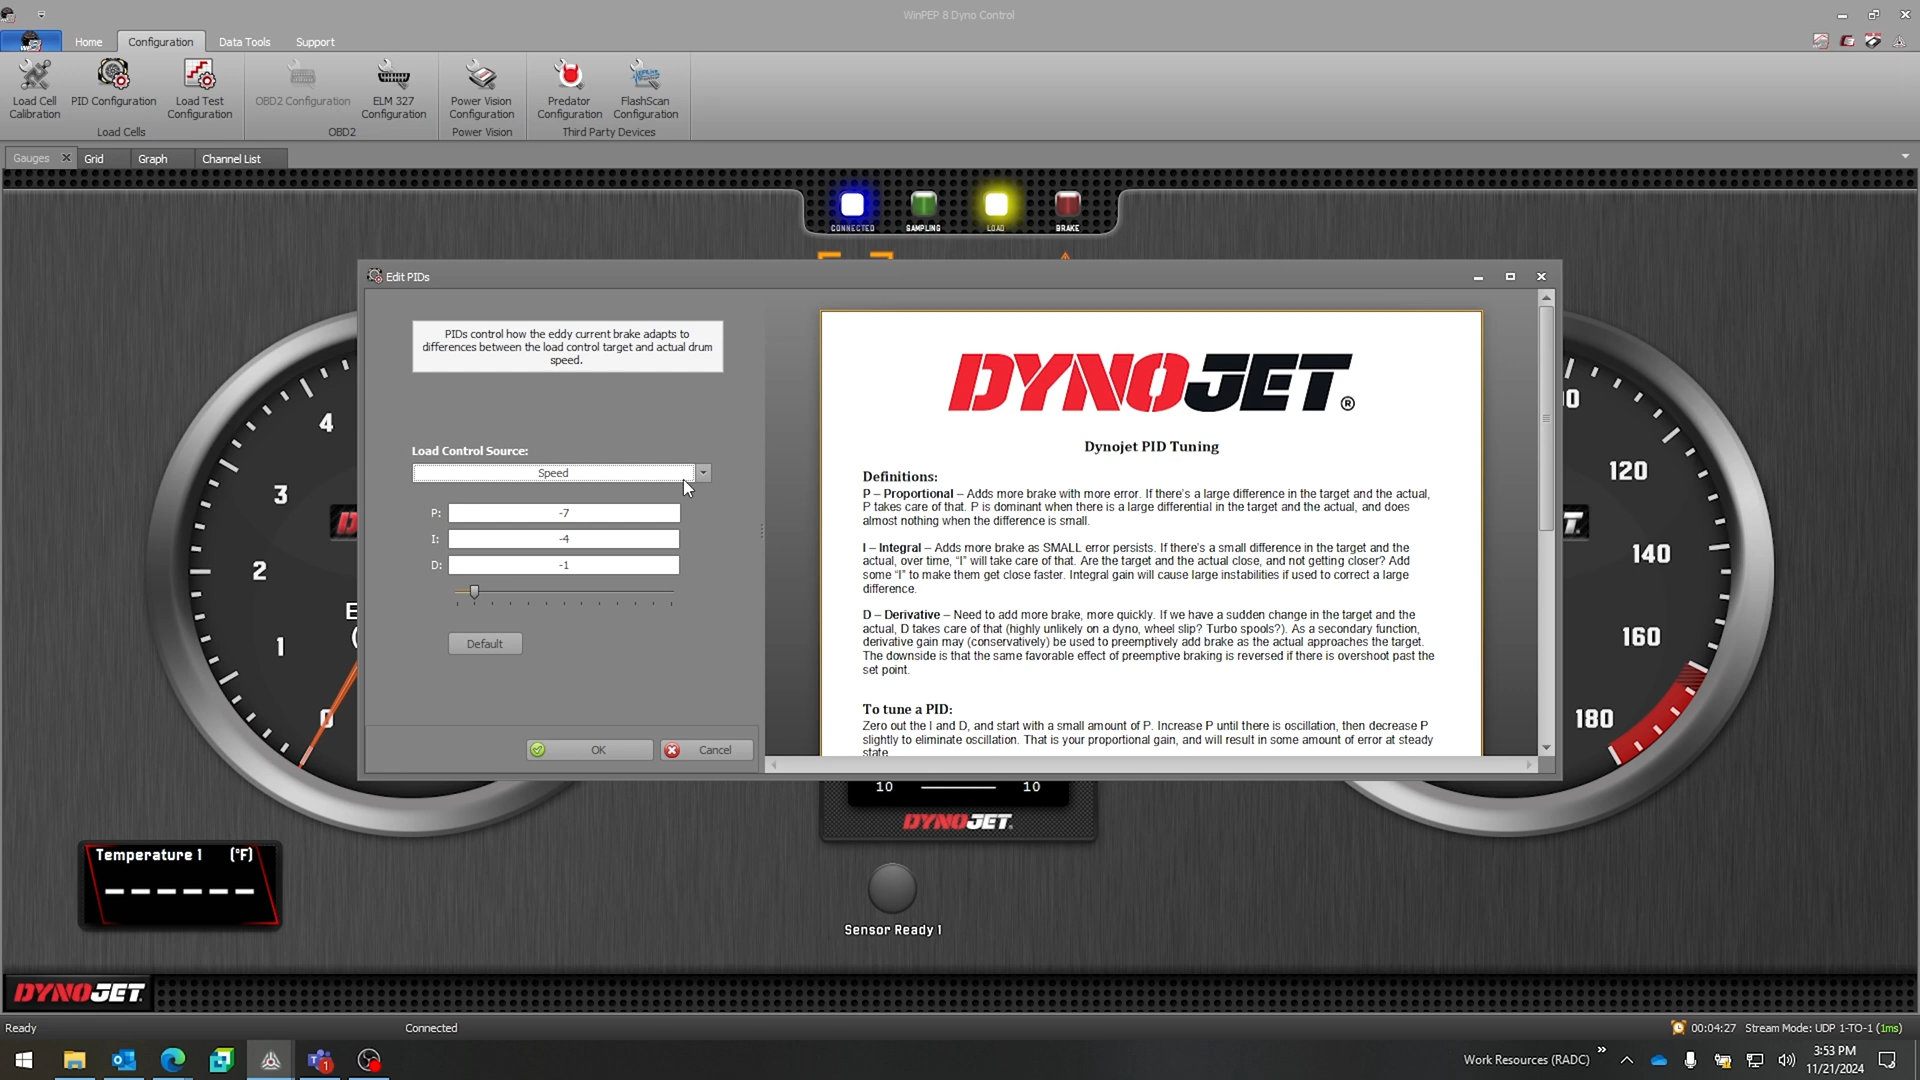 WinPEP 8 Dyno Control
Home
Configuration
Data Tools
Support
Load Cell
Calibration
PID Configuration
Load Test
Configuration
OBD2 Configuration
ELM 327
Configuration
Power Vision
Configuration
Predator
Configuration
FlashScan
Configuration
Load Cells
OBD2
Power Vision
Third Party Devices
Gauges
Grid
Graph
Channel List
CONNECTED
SAMPLING
LOAD
BRAKE
Edit PIDs
PIDs control how the eddy current brake adapts to
differences between the load control target and actual drum
speed.
Load Control Source:
Speed
P: -7
I: -4
D: -1
Default
OK
Cancel
DYNOJET®
Dynojet PID Tuning
Definitions:
P – Proportional – Adds more brake with more error. If there's a large difference in the target and the actual,
P takes care of that. P is dominant when there is a large differential in the target and the actual, and does
almost nothing when the difference is small.
I – Integral – Adds more brake as SMALL error persists. If there's a small difference in the target and the
actual, over time, “I” will take care of that. Are the target and the actual close, and not getting closer? Add
some “I” to make them get close faster. Integral gain will cause large instabilities if used to correct a large
difference.
D – Derivative – Need to add more brake, more quickly. If we have a sudden change in the target and the
actual, D takes care of that (highly unlikely on a dyno, wheel slip? Turbo spools?). As a secondary function,
derivative gain may (conservatively) be used to preemptively add brake as the actual approaches the target.
The downside is that the same favorable effect of preemptive braking is reversed if there is overshoot past the
set point.
To tune a PID:
Zero out the I and D, and start with a small amount of P. Increase P until there is oscillation, then decrease P
slightly to eliminate oscillation. That is your proportional gain, and will result in some amount of error at steady
state
4
3
2
1
0
E
(
D
T.
0
120
140
160
180
10
10
DYNOJET.
Temperature 1 (°F)
------
Sensor Ready 1
DYNOJET.
Ready
Connected
00:04:27
Stream Mode: UDP 1-TO-1 (1ms)
1
Work Resources (RADC)
3:53 PM
11/21/2024